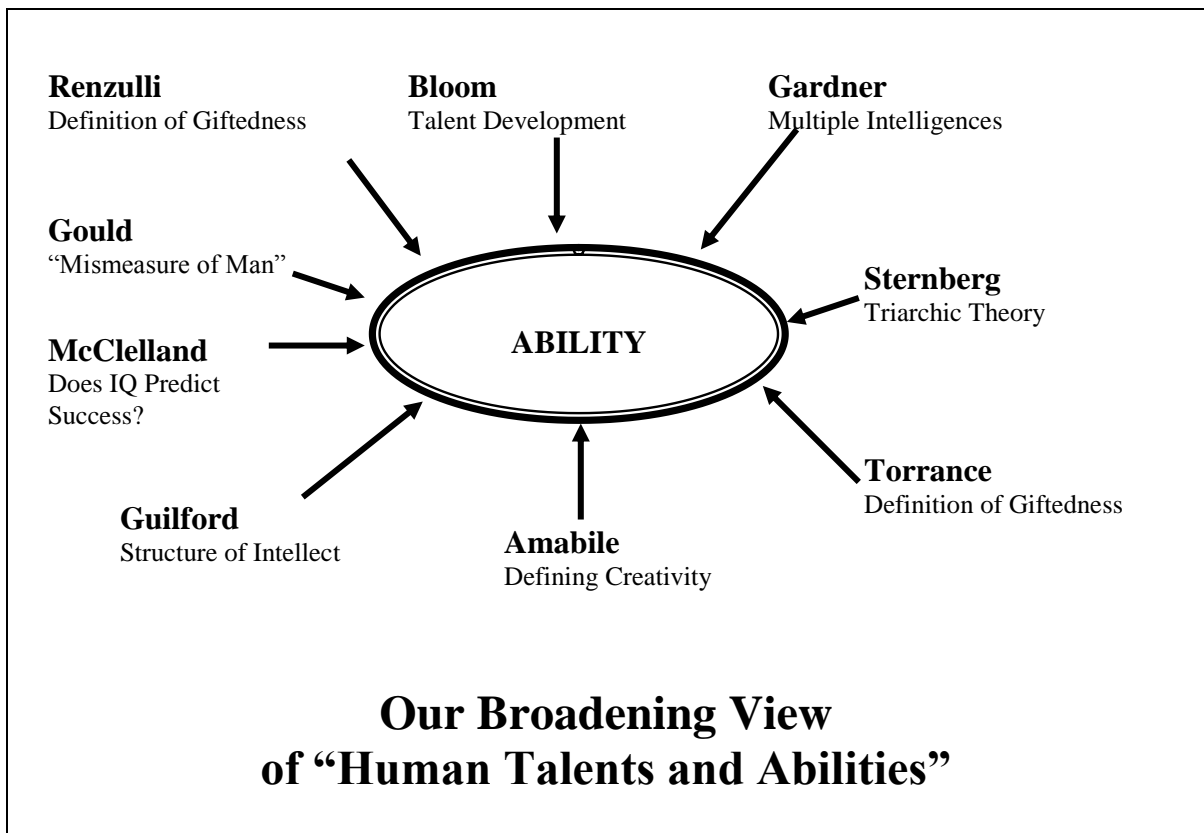 Renzulli
Definition of Giftedness
Bloom
Talent Development
Gardner
Multiple Intelligences
Gould
“Mismeasure of Man”
Sternberg
Triarchic Theory
McClelland
Does IQ Predict
Success?
ABILITY
Torrance
Definition of Giftedness
Guilford
Structure of Intellect
Amabile
Defining Creativity
Our Broadening View
of “Human Talents and Abilities”